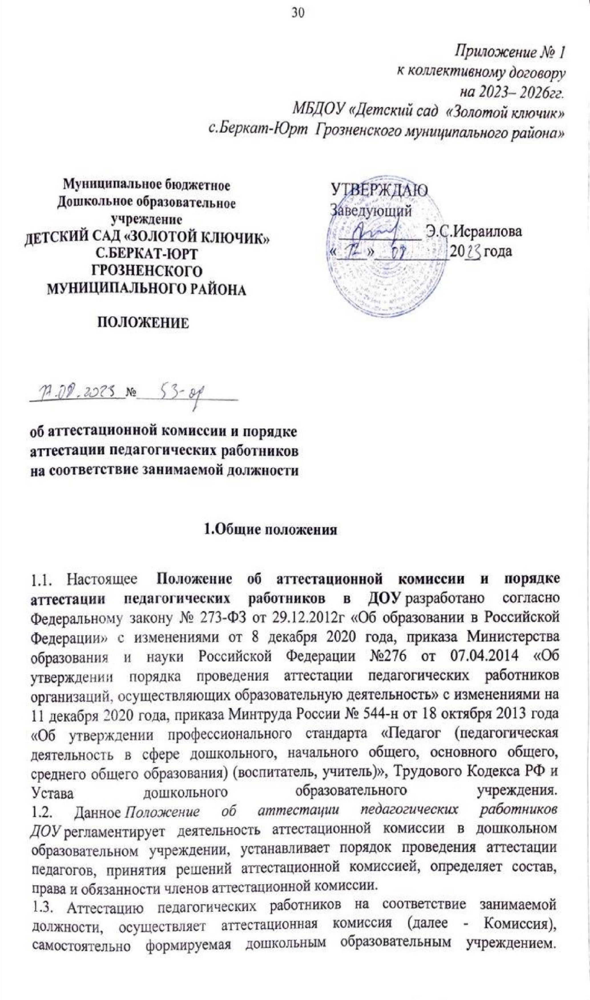 30
Приложение № 1
к коллективному договору
на 2023– 2026гг.
МБДОУ «Детский сад «Золотой ключик»
с.Беркат-Юрт Грозненского муниципального района»
Муниципальное бюджетное
Дошкольное образовательное
учреждение
ДЕТСКИЙ САД «ЗОЛОТОЙ КЛЮЧИК»
С.БЕРКАТ-ЮРТ
ГРОЗНЕНСКОГО
МУНИЦИПАЛЬНОГО РАЙОНА
ПОЛОЖЕНИЕ
УТВЕРЖДАЮ
Заведующий
Э.С.Исраилова
« » 2023 года
2023 № 53-
об аттестационной комиссии и порядке
аттестации педагогических работников
на соответствие занимаемой должности
1.Общие положения
1.1. Настоящее Положение об аттестационной комиссии и порядке
аттестации педагогических работников в ДОУ разработано согласно
Федеральному закону № 273-ФЗ от 29.12.2012г «Об образовании в Российской
Федерации» с изменениями от 8 декабря 2020 года, приказа Министерства
образования и науки Российской Федерации №276 от 07.04.2014 «Об
утверждении порядка проведения аттестации педагогических работников
организаций, осуществляющих образовательную деятельность» с изменениями на
11 декабря 2020 года, приказа Минтруда России № 544-н от 18 октября 2013 года
«Об утверждении профессионального стандарта «Педагог (педагогическая
деятельность в сфере дошкольного, начального общего, основного общего,
среднего общего образования) (воспитатель, учитель)», Трудового Кодекса РФ и
Устава дошкольного образовательного учреждения.
1.2. Данное Положение об аттестации педагогических работников
ДОУ регламентирует деятельность аттестационной комиссии в дошкольном
образовательном учреждении, устанавливает порядок проведения аттестации
педагогов, принятия решений аттестационной комиссией, определяет состав,
права и обязанности членов аттестационной комиссии.
1.3. Аттестацию педагогических работников на соответствие занимаемой
должности, осуществляет аттестационная комиссия (далее - Комиссия),
самостоятельно формируемая дошкольным образовательным учреждением.